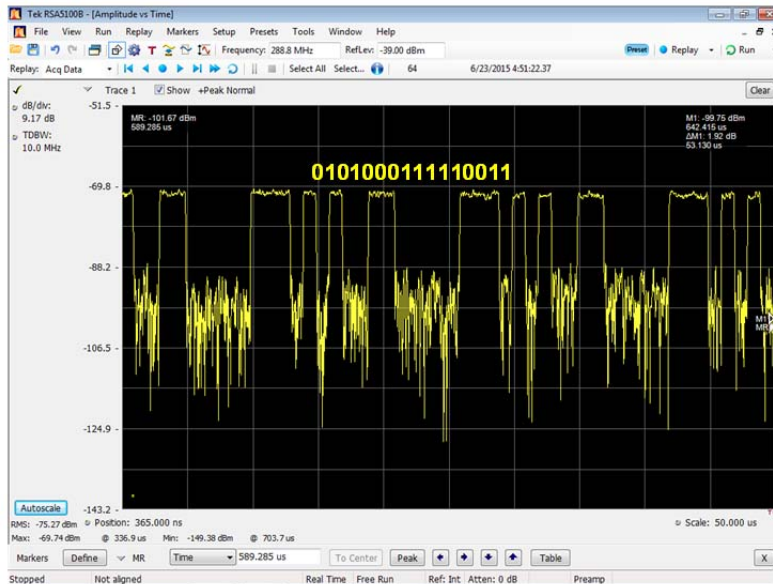 Tek RSA5100B - [Amplitude vs Time]
File View Run Replay Markers Setup Presets Tools Window Help
Frequency: 288.8 MHz RefLev: -39.00 dBm Preset Replay Run
Replay: Acq Data Select All Select... 64 6/23/2015 4:51:22.37
Trace 1 Show +Peak Normal Clear
dB/div:
9.17 dB
TDBW:
10.0 MHz
-51.5
MR: -101.67 dBm
589.285 us
M1: -99.75 dBm
642.415 us
ΔM1: 1.92 dB
53.130 us
0101000111110011
-69.8
-88.2
M1
MR
-106.5
-124.9
-143.2
Autoscale
Position: 365.000 ns Scale: 50.000 us
RMS: -75.27 dBm
Max: -69.74 dBm @ 336.9 us Min: -149.38 dBm @ 703.7 us
Markers Define MR Time 589.285 us To Center Peak Table X
Stopped Not aligned Real Time Free Run Ref: Int Atten: 0 dB Preamp